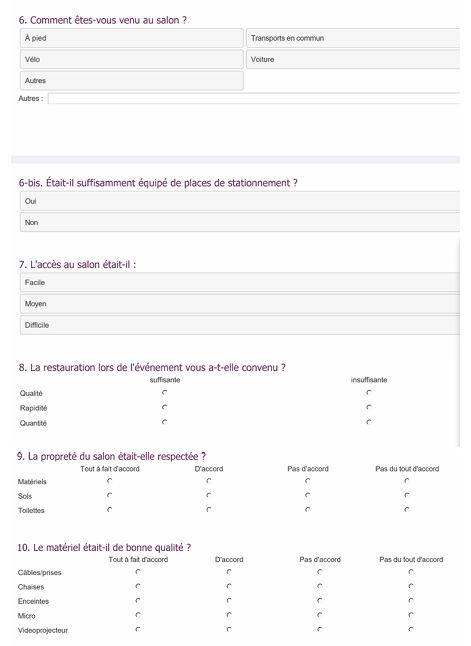 6. Comment êtes-vous venu au salon ?
À pied
Transports en commun
Vélo
Voiture
Autres
Autres :
6-bis. Était-il suffisamment équipé de places de stationnement ?
Oui
Non
7. L'accès au salon était-il :
Facile
Moyen
Difficile
8. La restauration lors de l'événement vous a-t-elle convenu ?
suffisante insuffisante
Qualité
Rapidité
Quantité
9. La propreté du salon était-elle respectée ?
Tout à fait d'accord D'accord Pas d'accord Pas du tout d'accord
Matériels
Sols
Toilettes
10. Le matériel était-il de bonne qualité ?
Tout à fait d'accord D'accord Pas d'accord Pas du tout d'accord
Câbles/prises
Chaises
Enceintes
Micro
Videoprojecteur